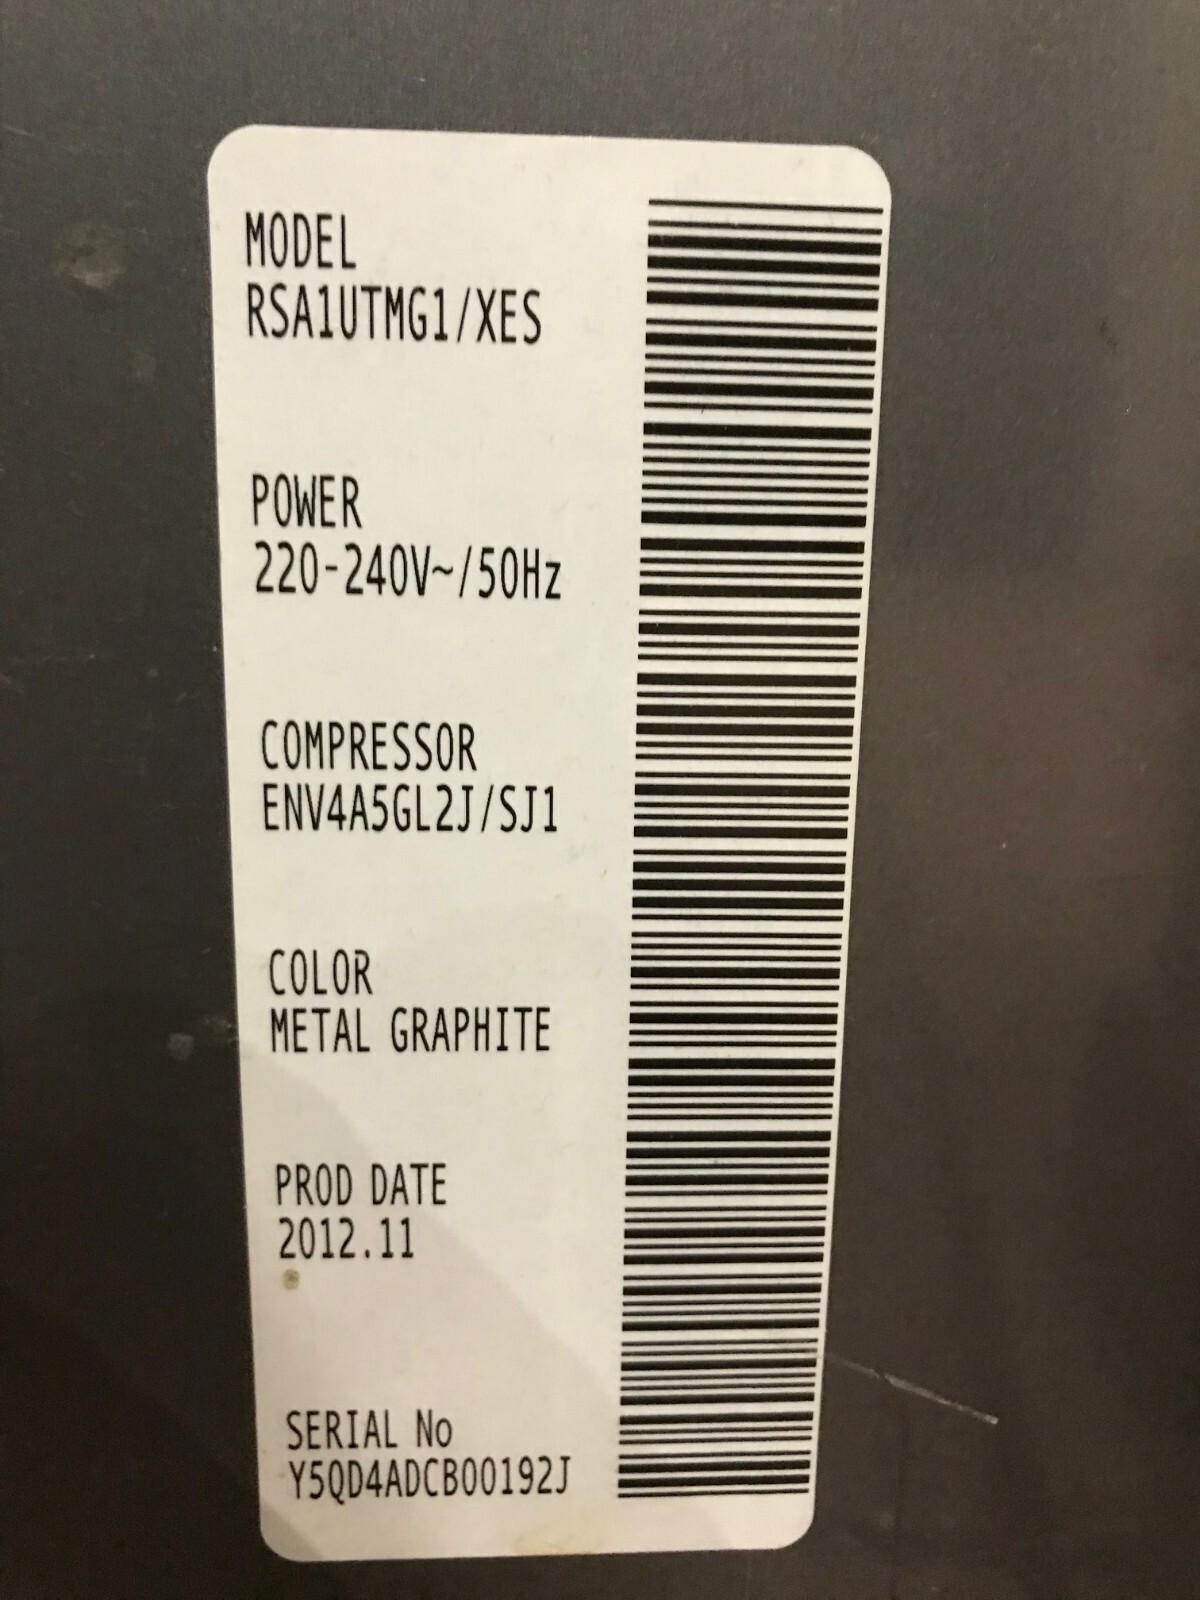 MODEL
RSA1UTMG1/XES
POWER
220-240V~/50Hz
COMPRESSOR
ENV4A5GL2J/SJ1
COLOR
METAL GRAPHITE
PROD DATE
2012.11
SERIAL No
Y5QD4ADCB00192J